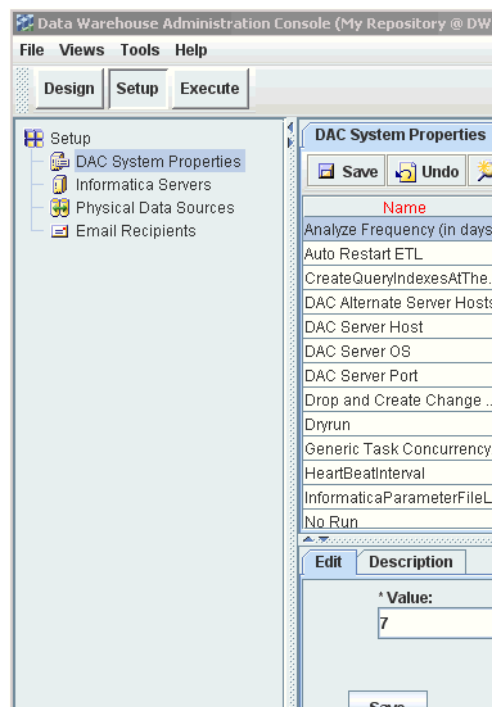 Data Warehouse Administration Console (My Repository @ DW
File Views Tools Help
Design Setup Execute
Setup
DAC System Properties
Informatica Servers
Physical Data Sources
Email Recipients
DAC System Properties
Save Undo
Name
Analyze Frequency (in days
Auto Restart ETL
CreateQueryIndexesAtThe.
DAC Alternate Server Hosts
DAC Server Host
DAC Server OS
DAC Server Port
Drop and Create Change ..
Dryrun
Generic Task Concurrency
HeartBeatInterval
InformaticaParameterFileL
No Run
Edit Description
* Value:
7
Save